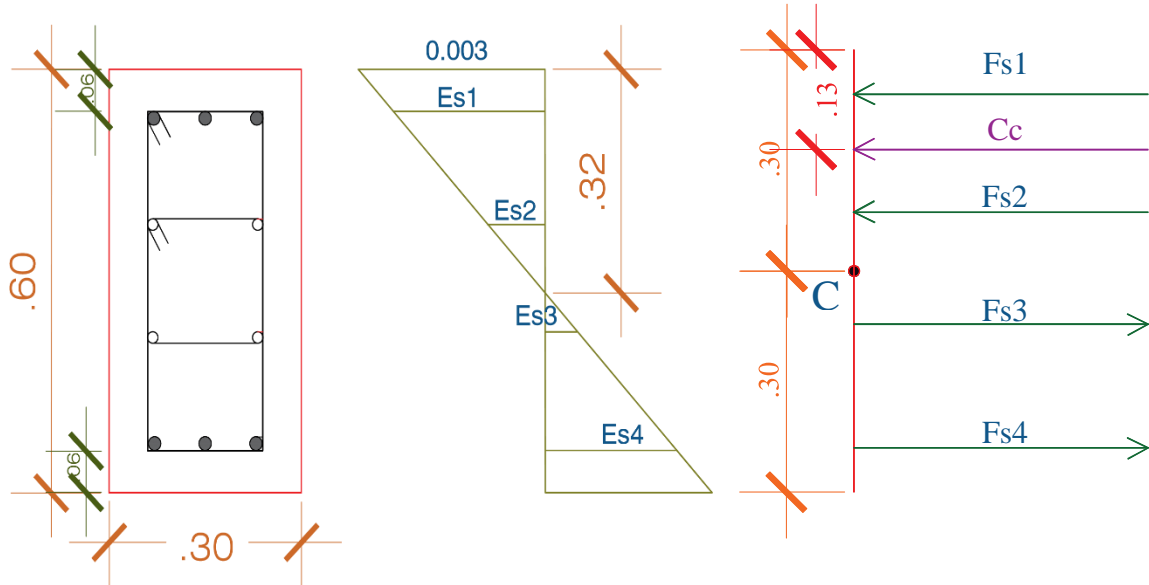 .06
.60
.06
.30
0.003
Es1
Es2
Es3
Es4
.32
.13
.30
.30
Fs1
Cc
Fs2
C
Fs3
Fs4